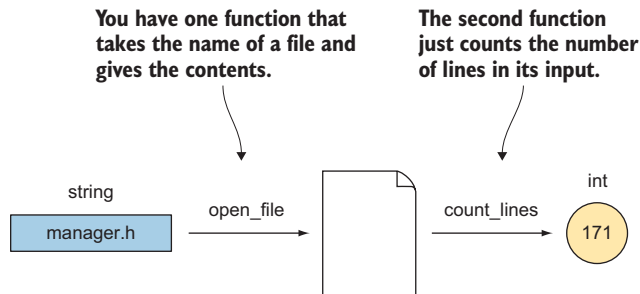 You have one function that
takes the name of a file and
gives the contents.
The second function
just counts the number
of lines in its input.
string
manager.h
open_file
count_lines
int
171